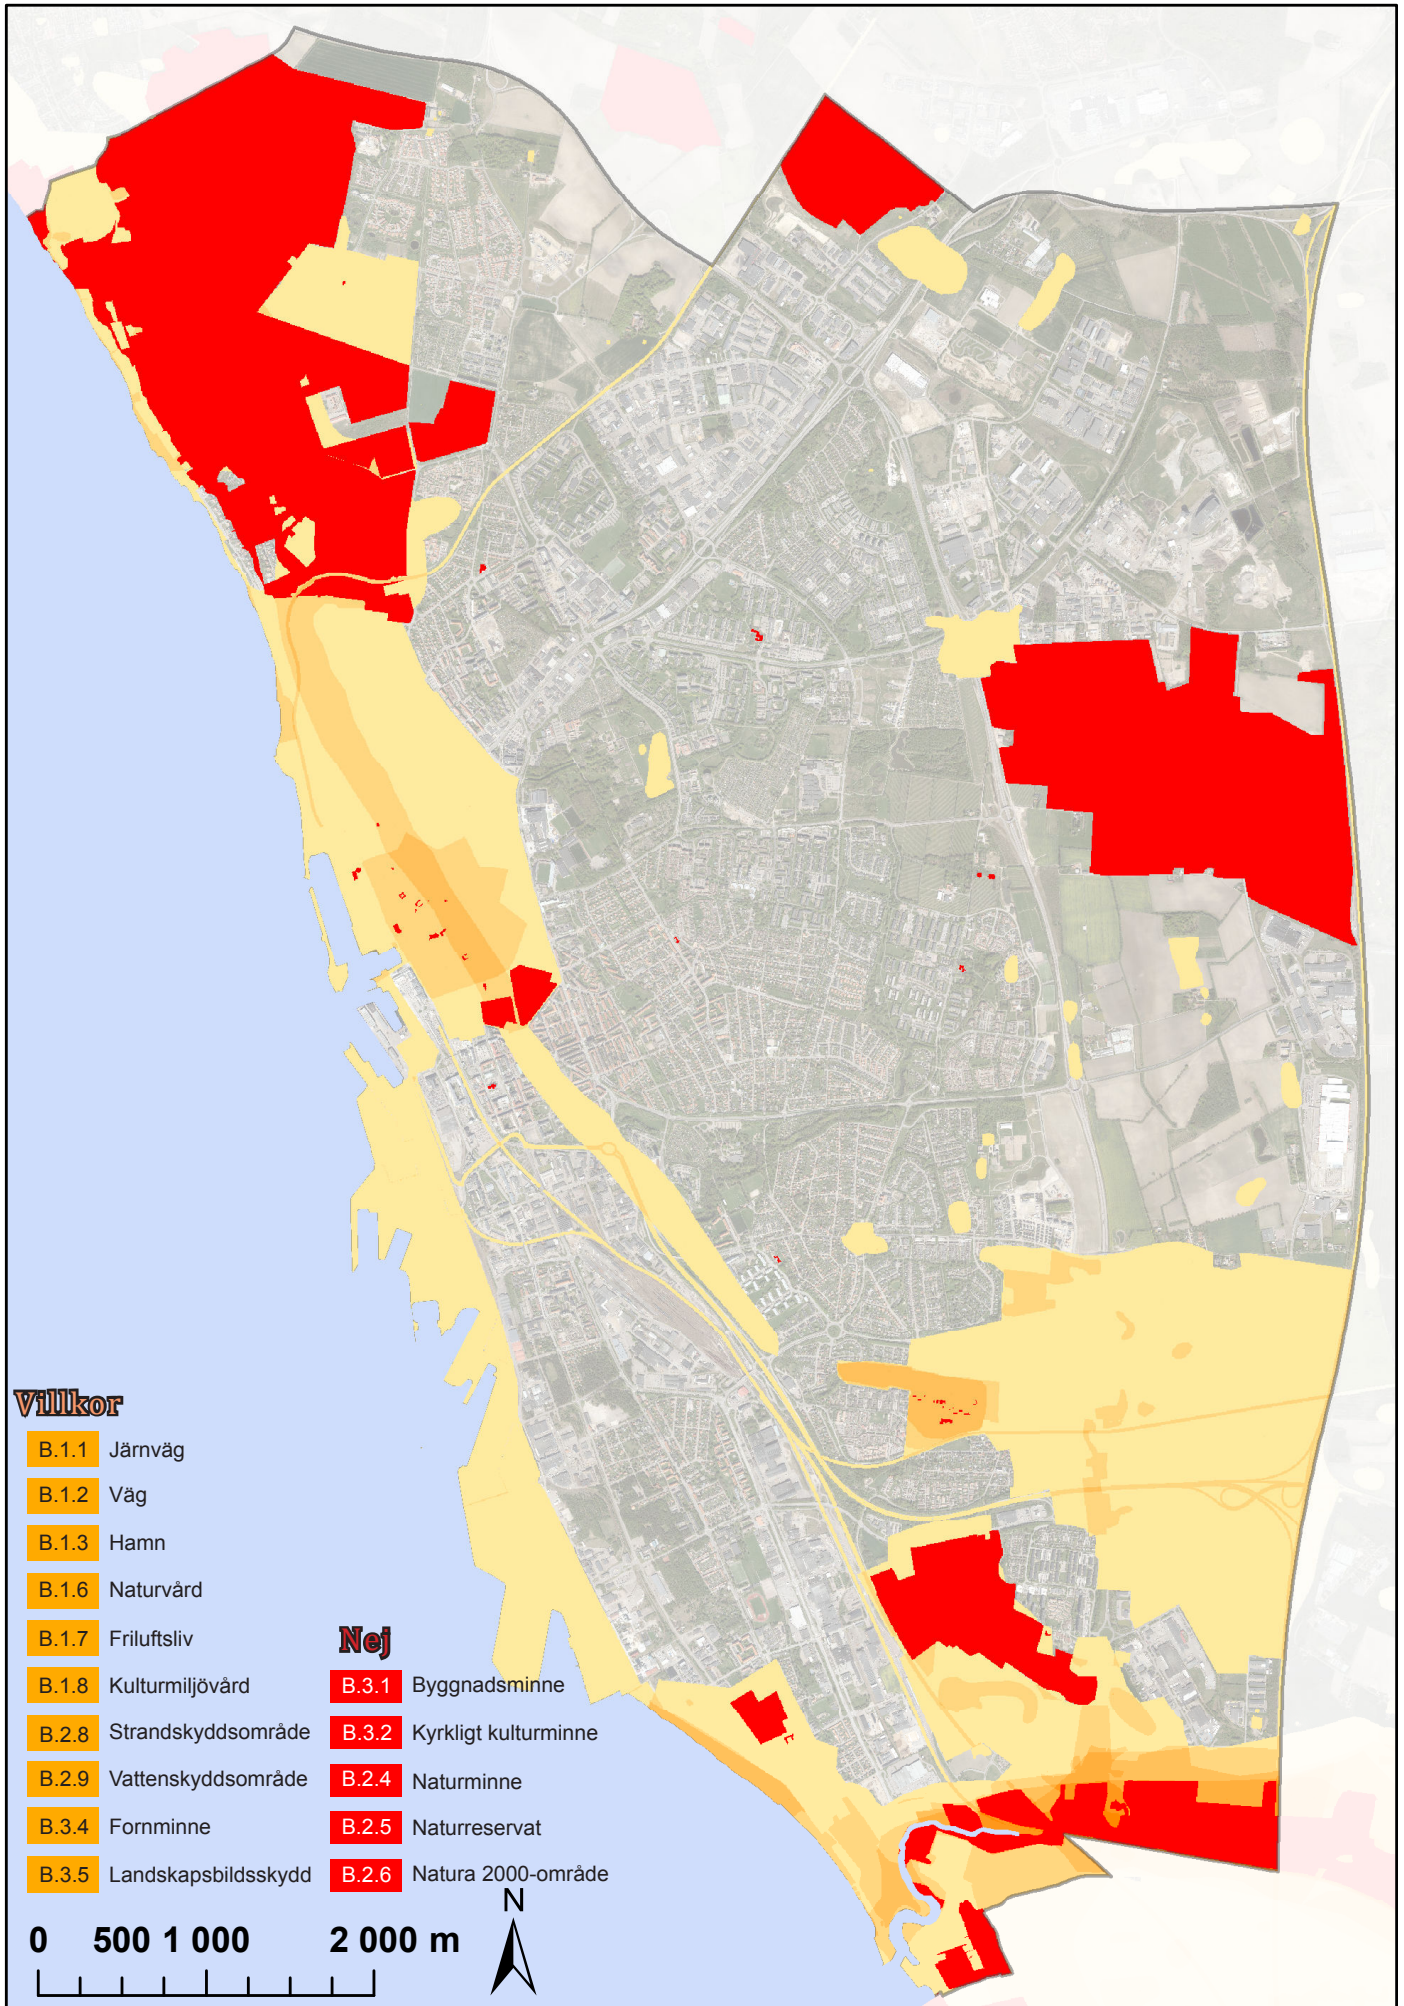 Villkor
B.1.1 Järnväg
B.1.2 Väg
B.1.3 Hamn
B.1.6 Naturvård
B.1.7 Friluftsliv
B.1.8 Kulturmiljövård
B.2.8 Strandskyddsområde
B.2.9 Vattenskyddsområde
B.3.4 Fornminne
B.3.5 Landskapsbildsskydd
Nej
B.3.1 Byggnadsminne
B.3.2 Kyrkligt kulturminne
B.2.4 Naturminne
B.2.5 Naturreservat
B.2.6 Natura 2000-område
N
0 500 1 000 2 000 m